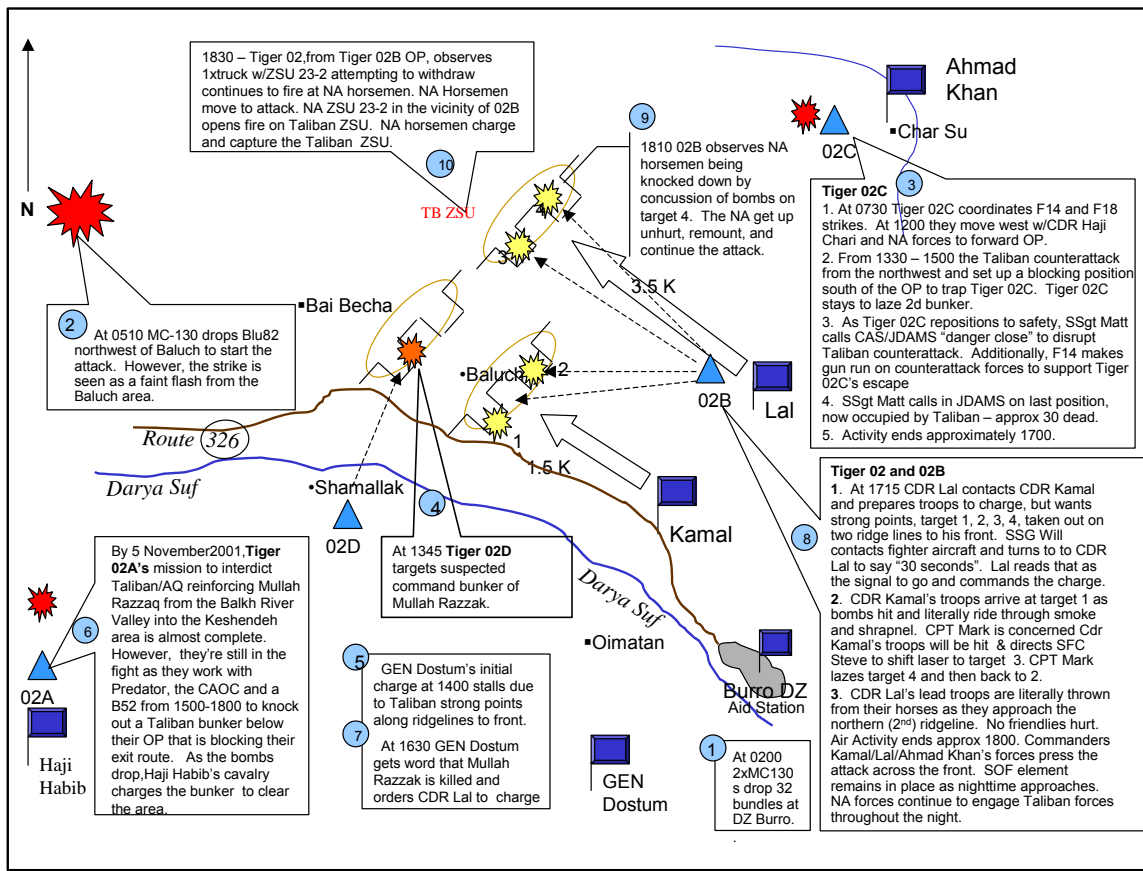 1830 – Tiger 02,from Tiger 02B OP, observes
1xtruck w/ZSU 23-2 attempting to withdraw
continues to fire at NA horsemen. NA Horsemen
move to attack. NA ZSU 23-2 in the vicinity of 02B
opens fire on Taliban ZSU.  NA horsemen charge
and capture the Taliban  ZSU.
10
TB ZSU
9
1810 02B observes NA
horsemen being
knocked down by
concussion of bombs on
target 4.  The NA get up
unhurt, remount, and
continue the attack.
Ahmad
Khan
Char Su
02C
N
4
3
3.5 K
Bai Becha
Baluch
2
1
1.5 K
02B
Lal
Kamal
2
At 0510 MC-130 drops Blu82
northwest of Baluch to start the
attack.  However, the strike is
seen as a faint flash from the
Baluch area.
3
Tiger 02C
1. At 0730 Tiger 02C coordinates F14 and F18
strikes.  At 1200 they move west w/CDR Haji
Chari and NA forces to forward OP.
2. From 1330 – 1500 the Taliban counterattack
from the northwest and set up a blocking position
south of the OP to trap Tiger 02C.  Tiger 02C
stays to laze 2d bunker.
3. As Tiger 02C repositions to safety, SSgt Matt
calls CAS/JDAMS “danger close” to disrupt
Taliban counterattack.  Additionally, F14 makes
gun run on counterattack forces to support Tiger
02C’s escape
4. SSgt Matt calls in JDAMS on last position,
now occupied by Taliban – approx 30 dead.
5. Activity ends approximately 1700.
Route 326
Darya Suf
Shamallak
02D
4
At 1345 Tiger 02D
targets suspected
command bunker of
Mullah Razzak.
Darya Suf
Oimatan
Burro DZ
Aid Station
8
Tiger 02 and 02B
1.  At 1715 CDR Lal contacts CDR Kamal
and prepares troops to charge, but wants
strong points, target 1, 2, 3, 4, taken out on
two ridge lines to his front.  SSG Will
contacts fighter aircraft and turns to to CDR
Lal to say “30 seconds”.  Lal reads that as
the signal to go and commands the charge.
2.  CDR Kamal’s troops arrive at target 1 as
bombs hit and literally ride through smoke
and shrapnel.  CPT Mark is concerned Cdr
Kamal’s troops will be hit  & directs SFC
Steve to shift laser to target  3. CPT Mark
lazes target 4 and then back to 2.
3.  CDR Lal’s lead troops are literally thrown
from their horses as they approach the
northern (2nd) ridgeline.  No friendlies hurt.
Air Activity ends approx 1800. Commanders
Kamal/Lal/Ahmad Khan’s forces press the
attack across the front.  SOF element
remains in place as nighttime approaches.
NA forces continue to engage Taliban forces
throughout the night.
02A
Haji
Habib
6
By 5 November2001,Tiger
02A’s mission to interdict
Taliban/AQ reinforcing Mullah
Razzaq from the Balkh River
Valley into the Keshendeh
area is almost complete.
However,  they’re still in the
fight as they work with
Predator, the CAOC and a
B52 from 1500-1800 to knock
out a Taliban bunker below
their OP that is blocking their
exit route.   As the bombs
drop,Haji Habib’s cavalry
charges the bunker  to clear
the area.
5
GEN Dostum’s initial
charge at 1400 stalls due
to Taliban strong points
along ridgelines to front.
7
At 1630 GEN Dostum
gets word that Mullah
Razzak is killed and
orders CDR Lal to  charge
GEN
Dostum
1
At 0200
2xMC130
s drop 32
bundles at
DZ Burro.
.